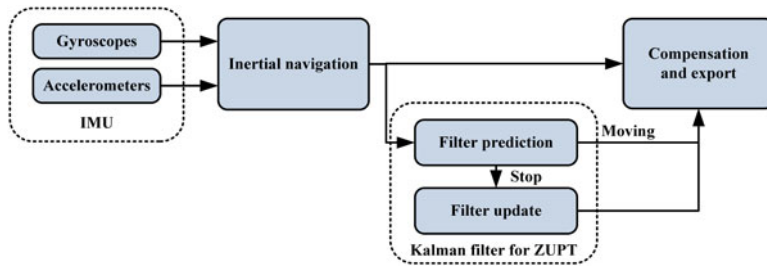 Gyroscopes
Accelerometers
IMU
Inertial navigation
Compensation
and export
Filter prediction
Moving
Stop
Filter update
Kalman filter for ZUPT